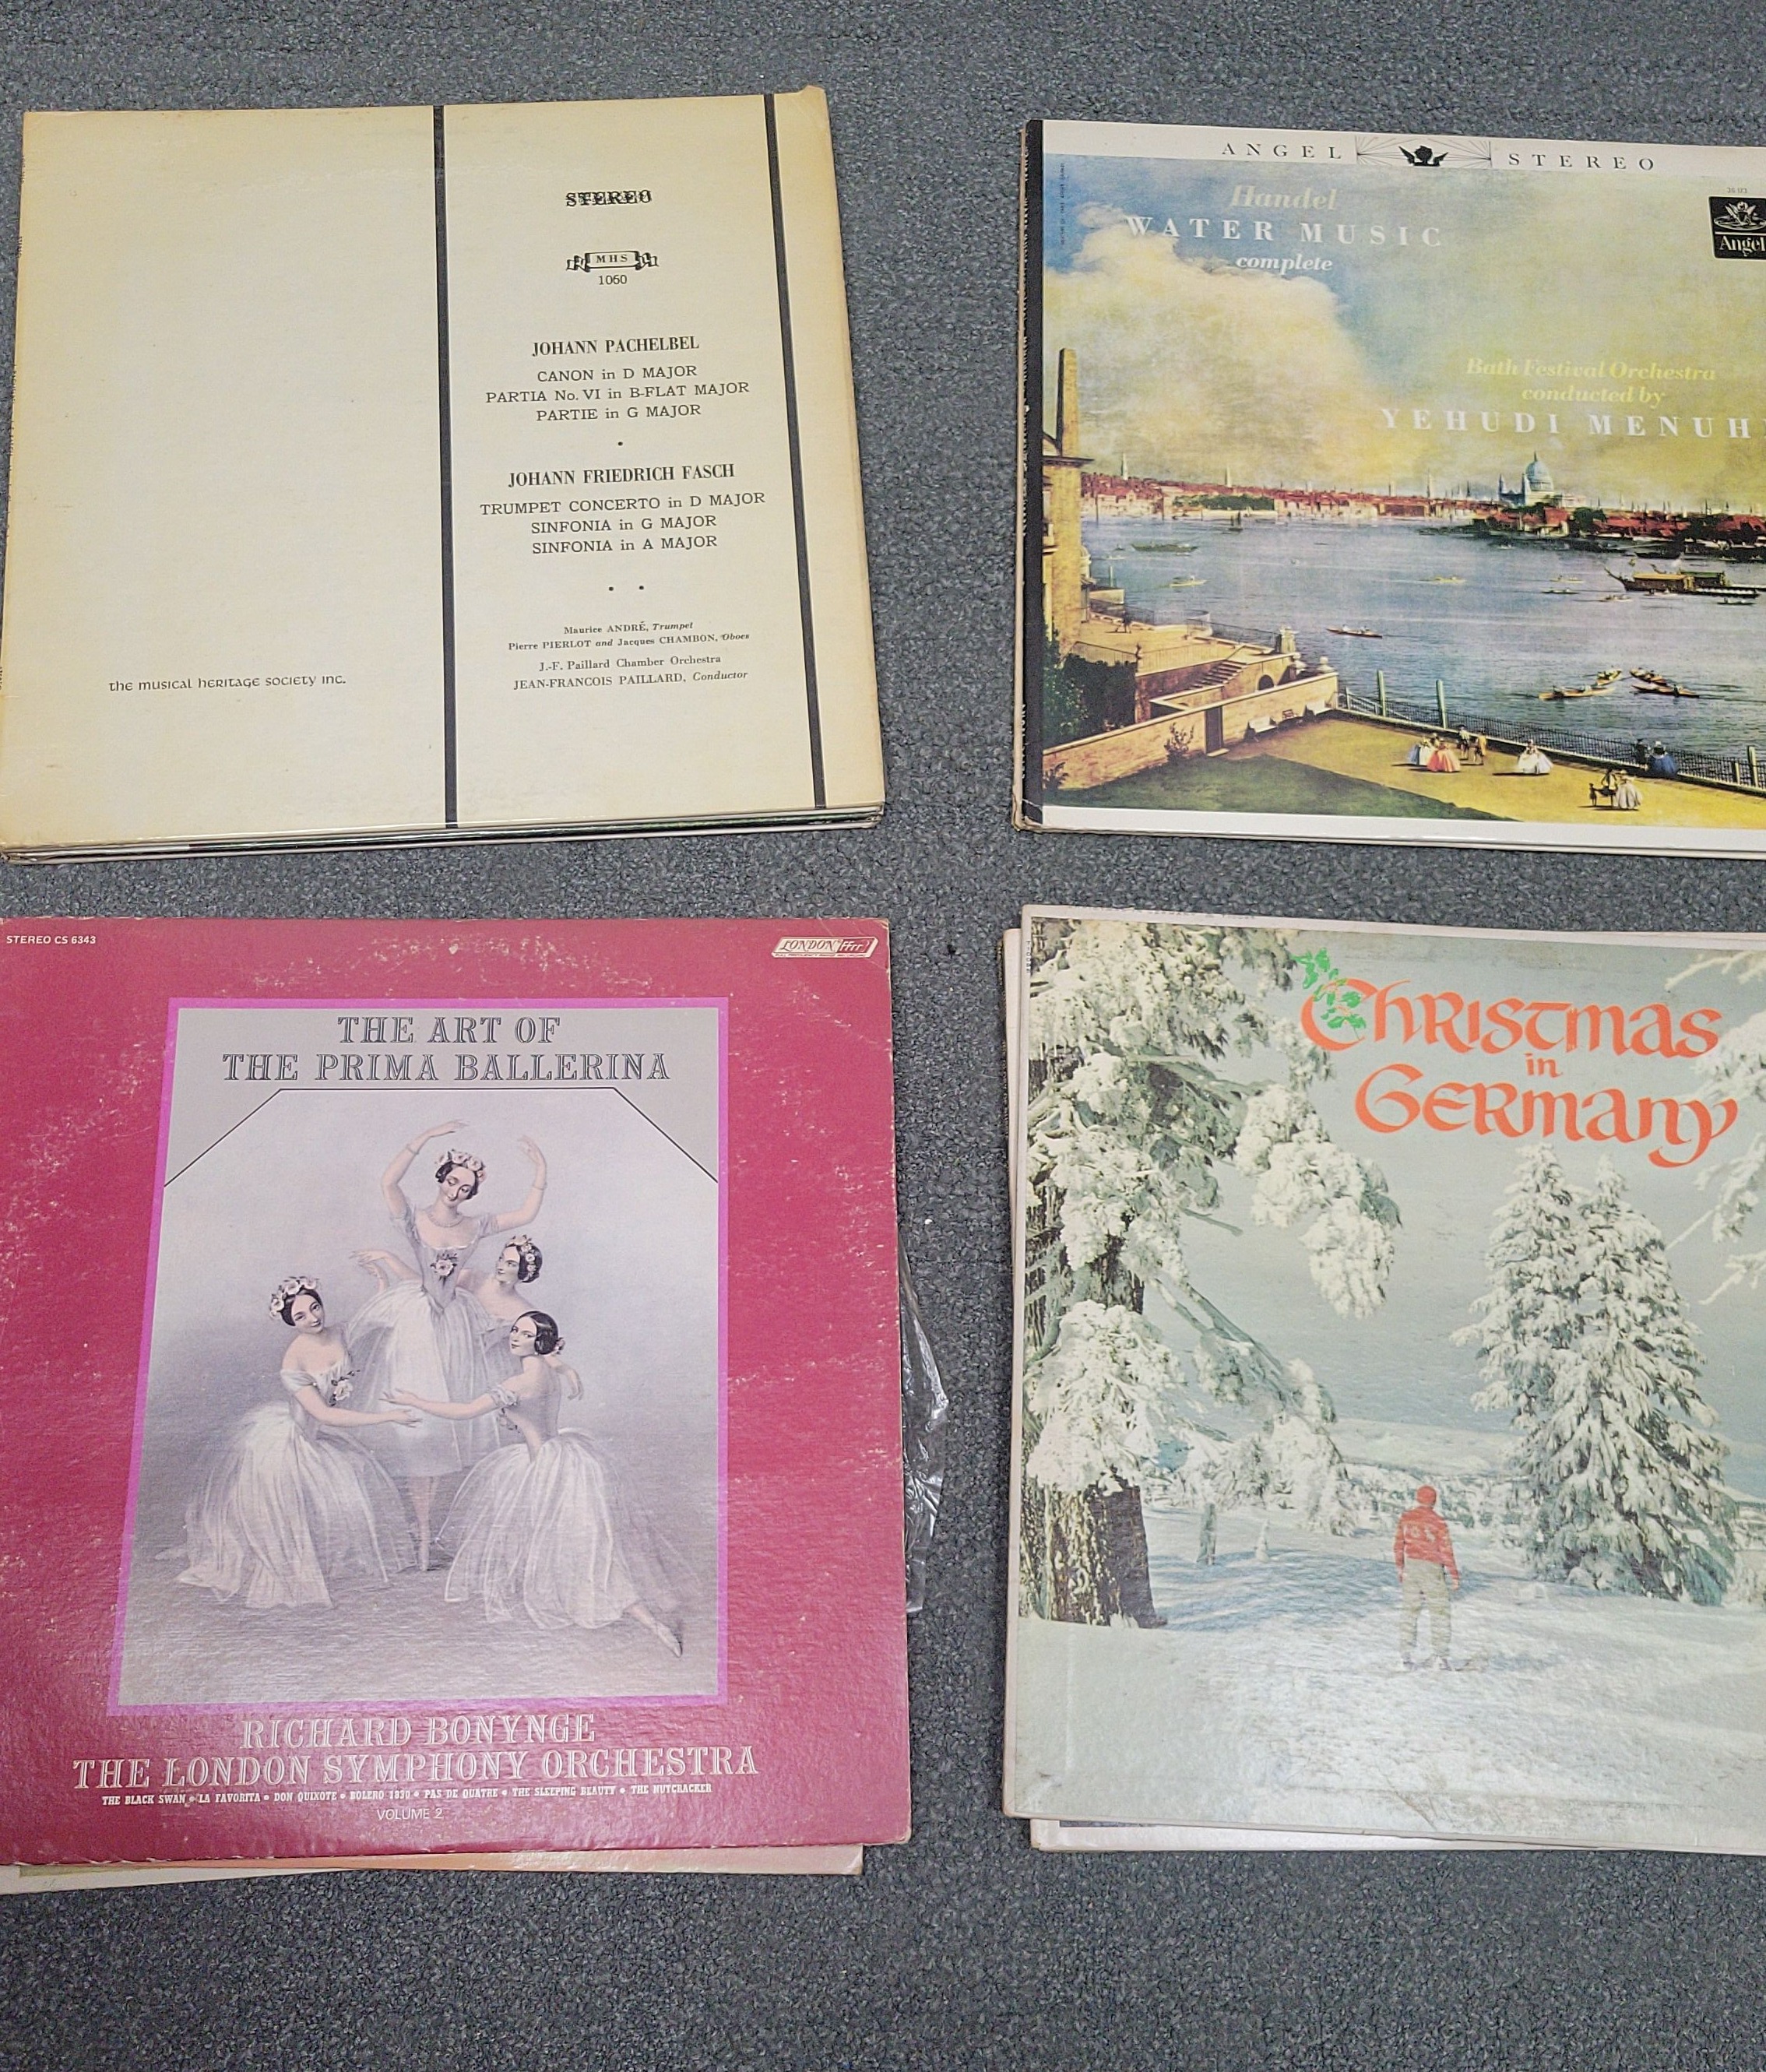 STEREO
MHS
1060
JOHANN PACHELBEL
CANON in D MAJOR
PARTIA No. VI in B-FLAT MAJOR
PARTIE in G MAJOR
JOHANN FRIEDRICH FASCH
TRUMPET CONCERTO in D MAJOR
SINFONIA in G MAJOR
SINFONIA in A MAJOR
Maurice ANDRÉ, Trumpet
Pierre PIERLOT and Jacques CHAMBON, Oboes
J.-F. Paillard Chamber Orchestra
JEAN-FRANCOIS PAILLARD, Conductor
the musical heritage society inc.
ANGEL STEREO
Handel
WATER MUSIC
complete
Angel
Bath Festival Orchestra
conducted by
YEHUDI MENUH
STEREO CS 6343
LONDON ffrr
THE ART OF
THE PRIMA BALLERINA
RICHARD BONYNGE
THE LONDON SYMPHONY ORCHESTRA
THE BLACK SWAN • LA FAVORITA • DON QUIXOTE • BOLERO 1830 • PAS DE QUATRE • THE SLEEPING BEAUTY • THE NUTCRACKER
VOLUME 2
Christmas
in
Germany